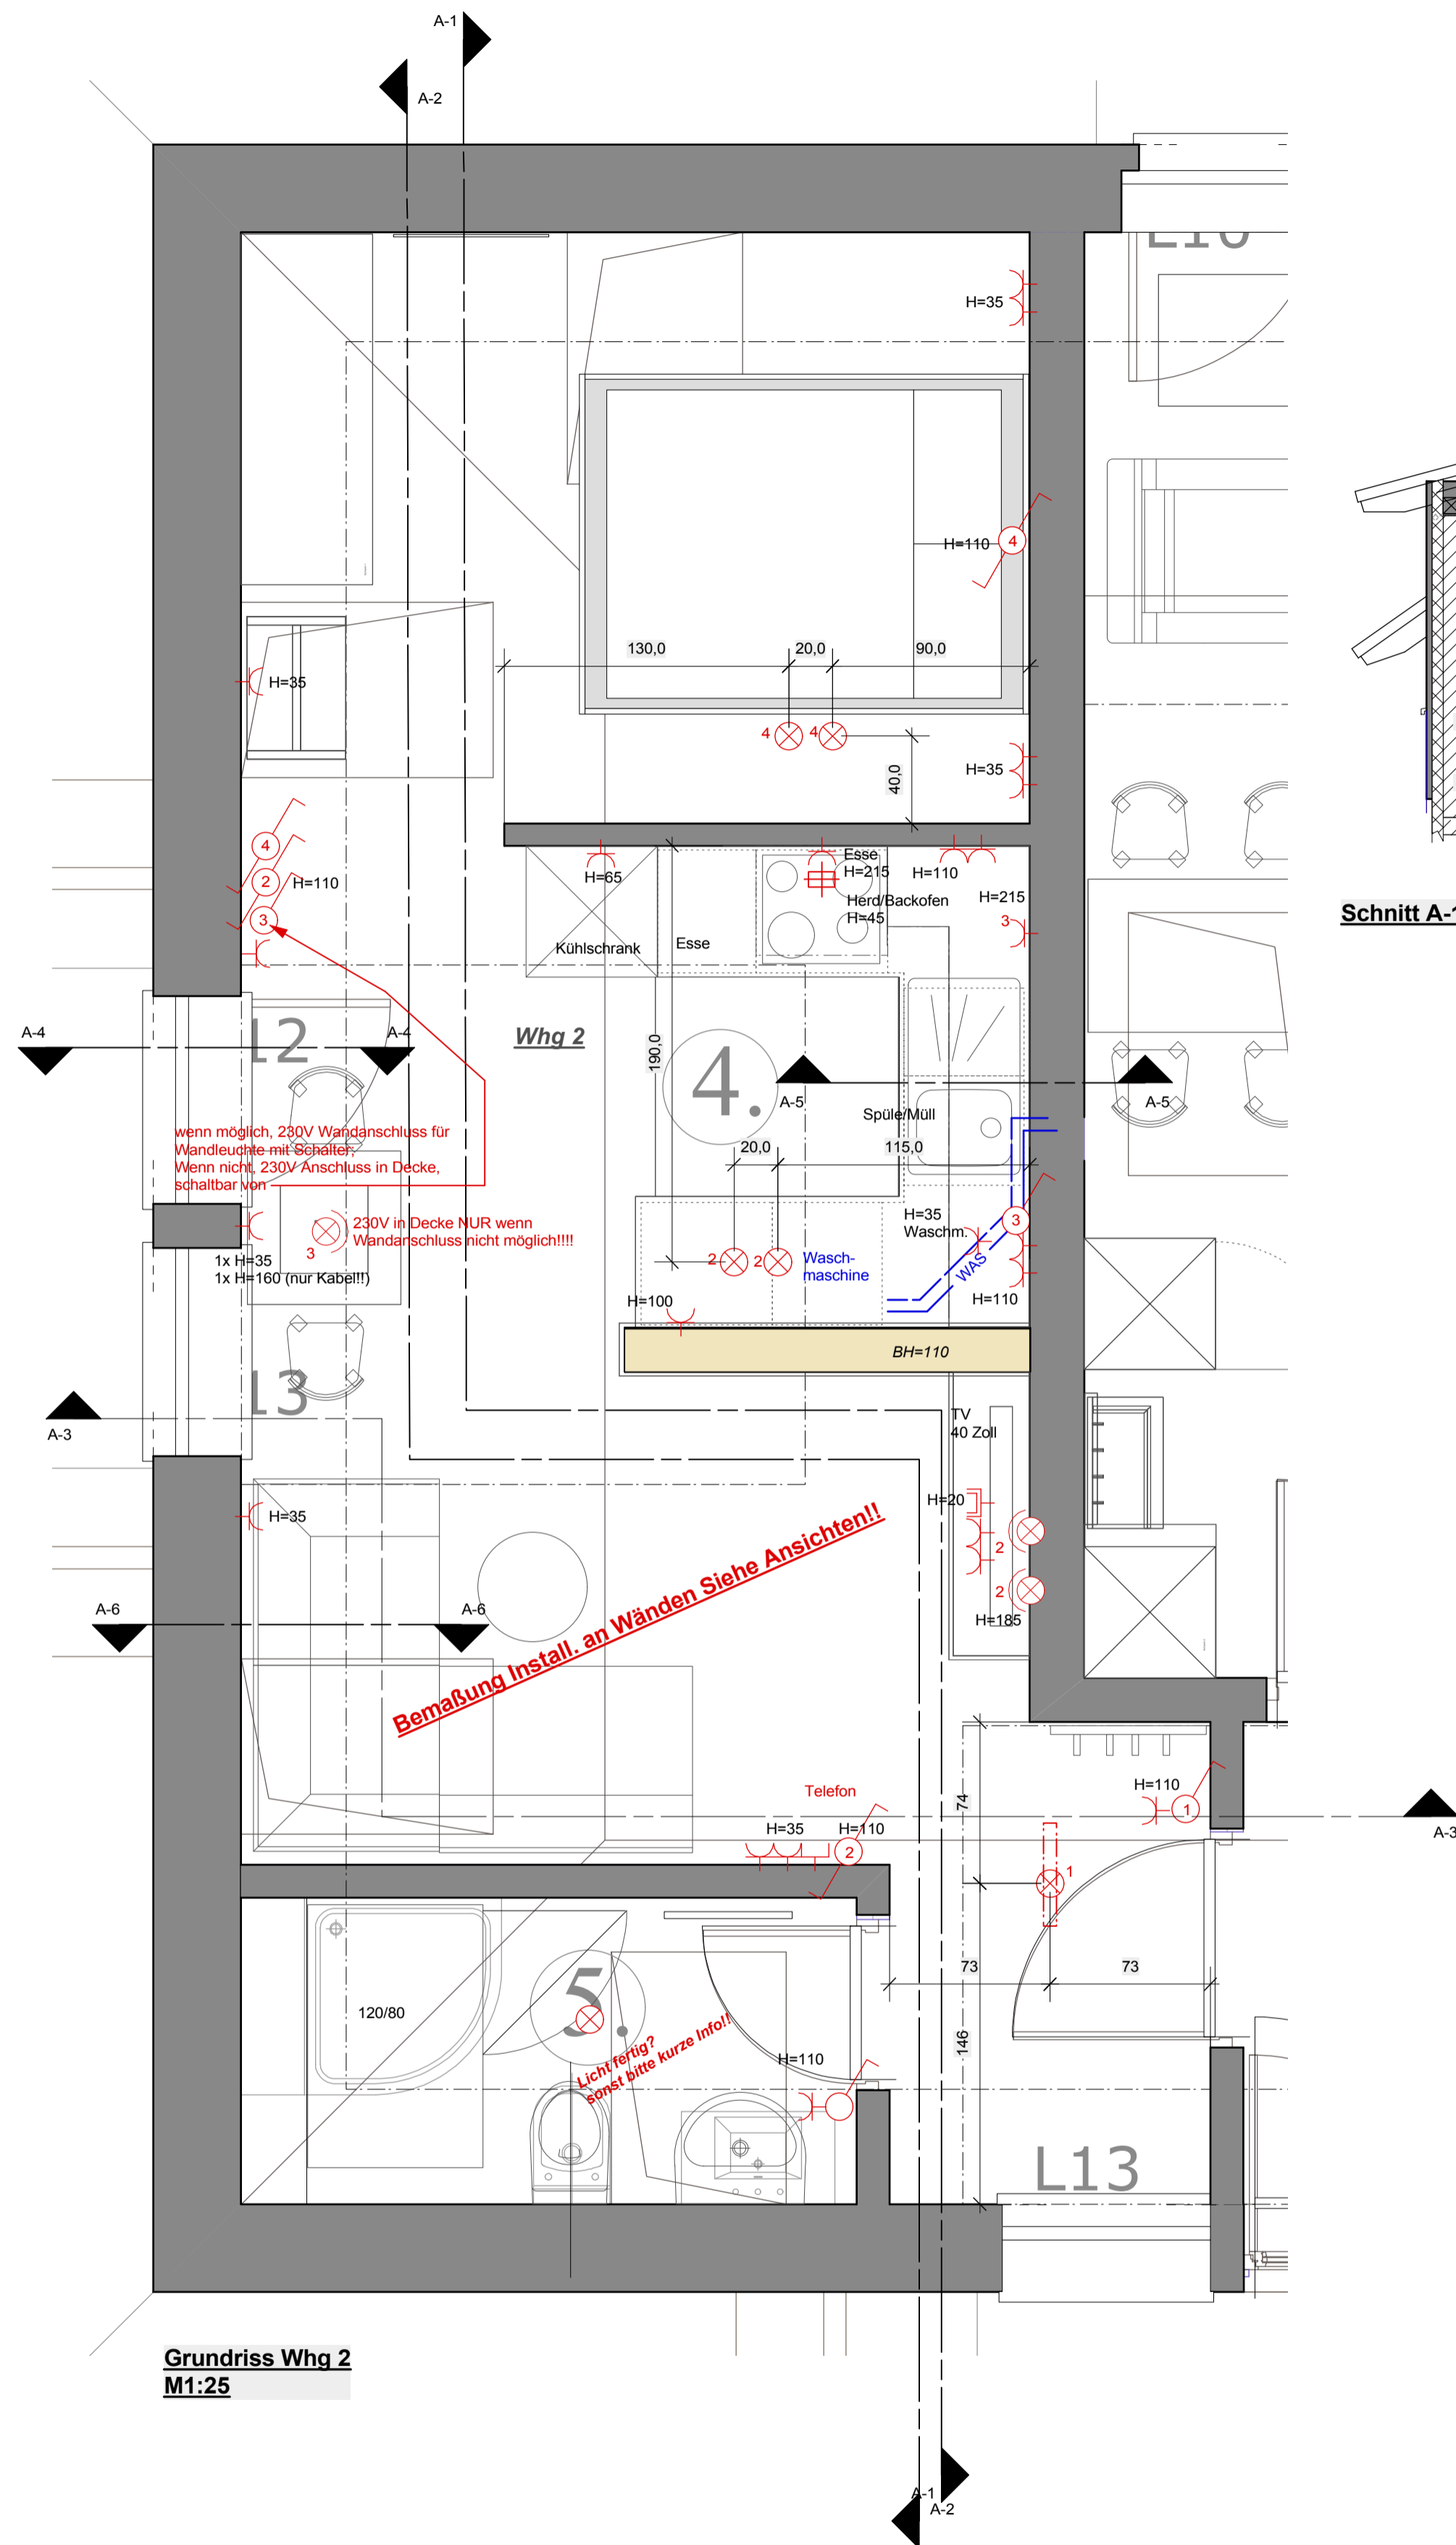 A-1
A-2
L10
H=35
H=110
4
130,0
20,0
90,0
H=35
4
4
40,0
H=35
4
2
H=110
3
H=65
Esse
H=215
H=110
Herd/Backofen
H=45
H=215
3
Kühlschrank
Esse
Schnitt A-1
A-4
A-4
12
Whg 2
190,0
4.
A-5
A-5
Spüle/Müll
wenn möglich, 230V Wandanschluss für
Wandleuchte mit Schalter;
Wenn nicht, 230V Anschluss in Decke,
schaltbar von
20,0
115,0
H=35
Waschm.
3
230V in Decke NUR wenn
Wandanschluss nicht möglich!!!!
3
1x H=35
1x H=160 (nur Kabel!!)
2
2
Wasch-
maschine
WAS
H=100
H=110
BH=110
13
A-3
TV
40 Zoll
H=20
H=35
2
2
H=185
Bemaßung Install. an Wänden Siehe Ansichten!!
A-6
A-6
Telefon
H=35
H=110
2
74
H=110
1
A-3
1
73
73
5.
120/80
Licht fertig?
sonst bitte kurze Info!!
H=110
146
L13
Grundriss Whg 2
M1:25
A-1
A-2